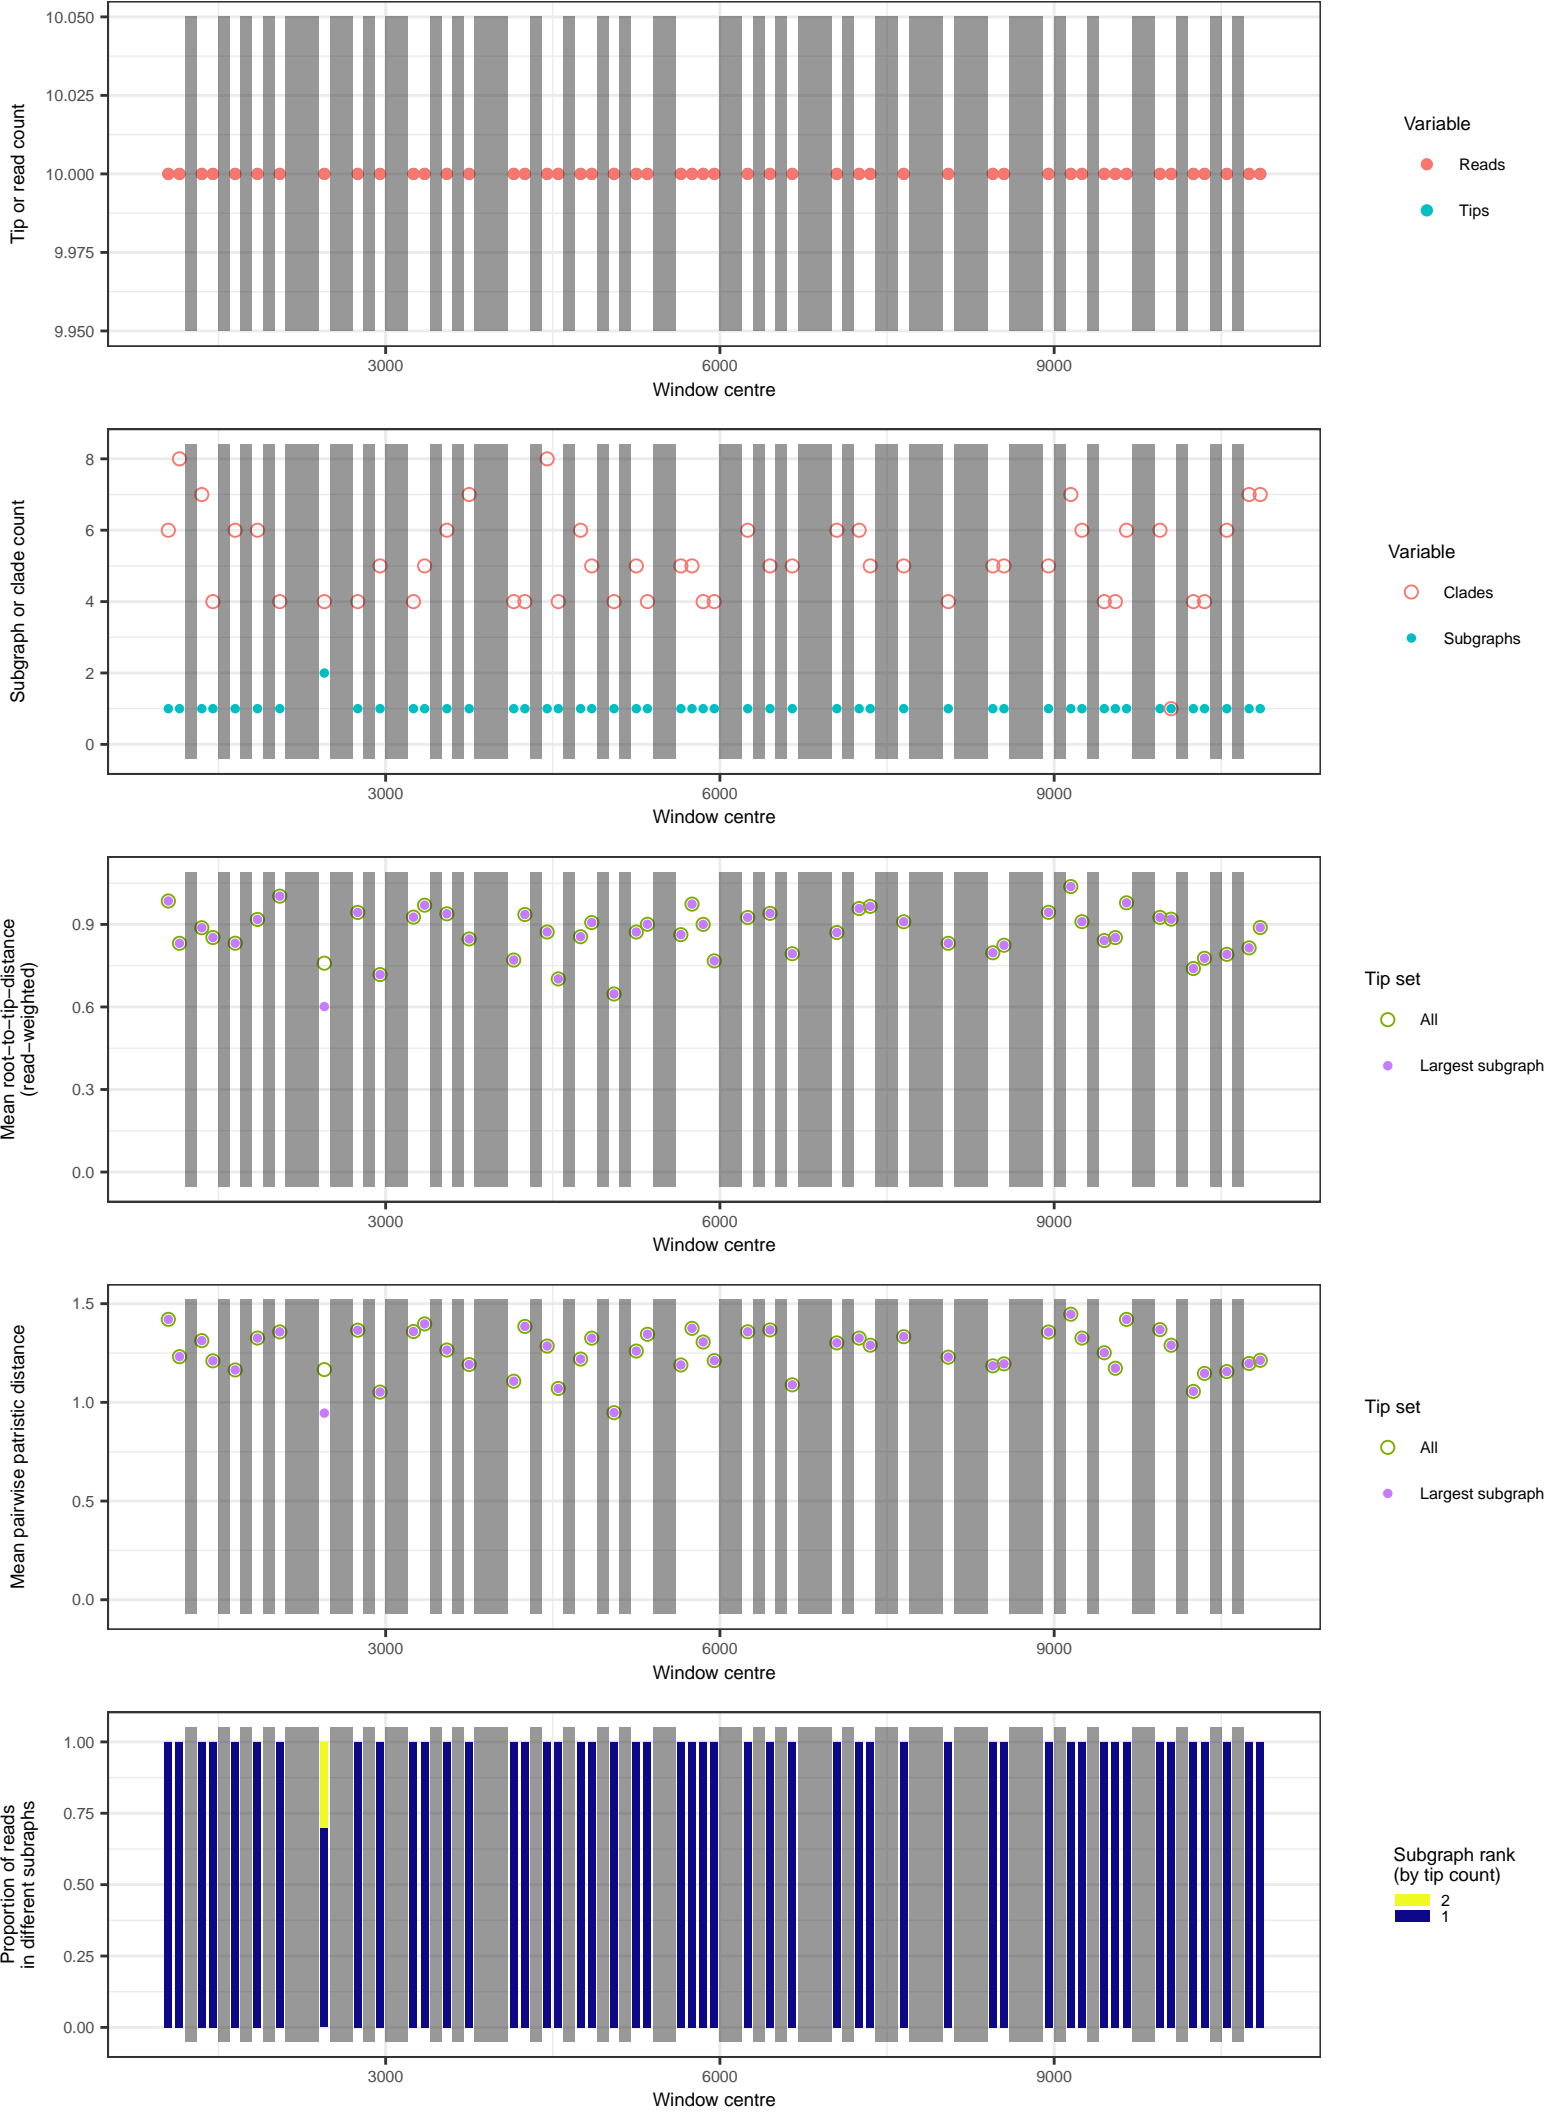 10.050
10.025
10.000
9.975
9.950
Tip or read count
3000
6000
9000
Window centre
Variable
Reads
Tips
8
6
4
2
0
Subgraph or clade count
3000
6000
9000
Window centre
Variable
Clades
Subgraphs
0.9
0.6
0.3
0.0
Mean root−to−tip−distance
(read−weighted)
3000
6000
9000
Window centre
Tip set
All
Largest subgraph
1.5
1.0
0.5
0.0
Mean pairwise patristic distance
3000
6000
9000
Window centre
Tip set
All
Largest subgraph
1.00
0.75
0.50
0.25
0.00
Proportion of reads
in different subraphs
3000
6000
9000
Window centre
Subgraph rank
(by tip count)
2
1